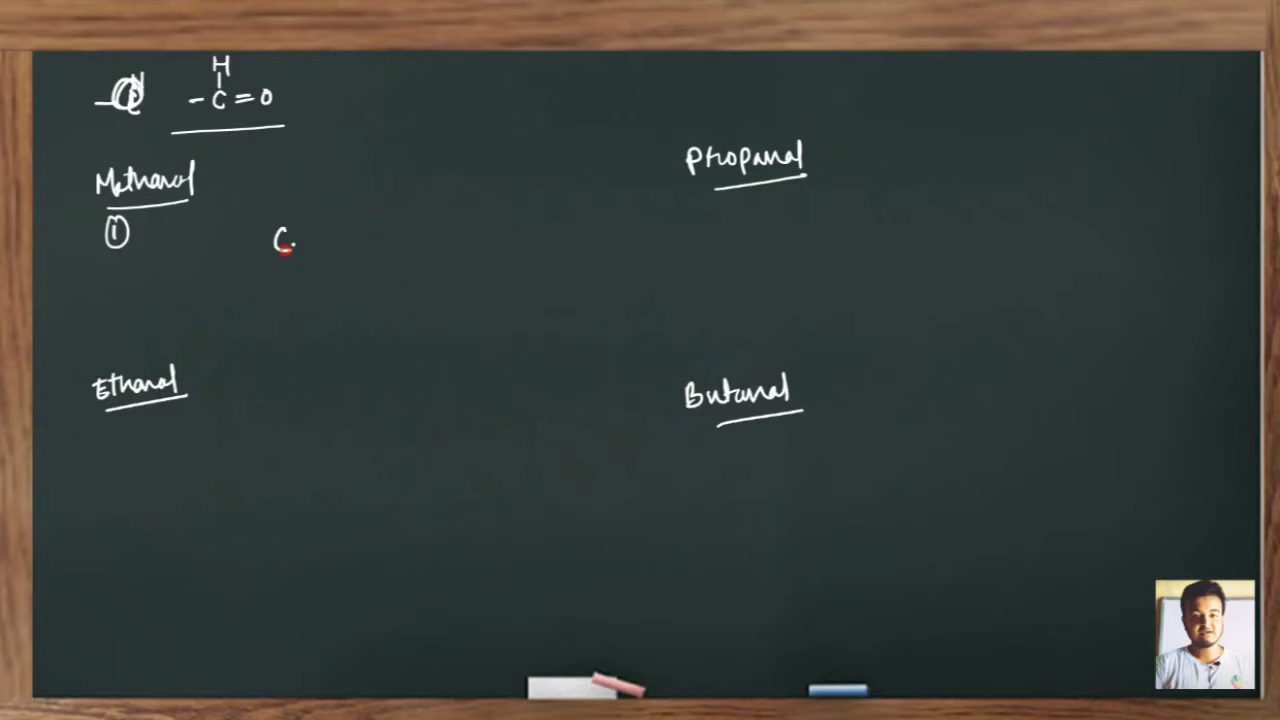 H
- C = O
Methanal
①
C.
Ethanal
Propanal
Butanal